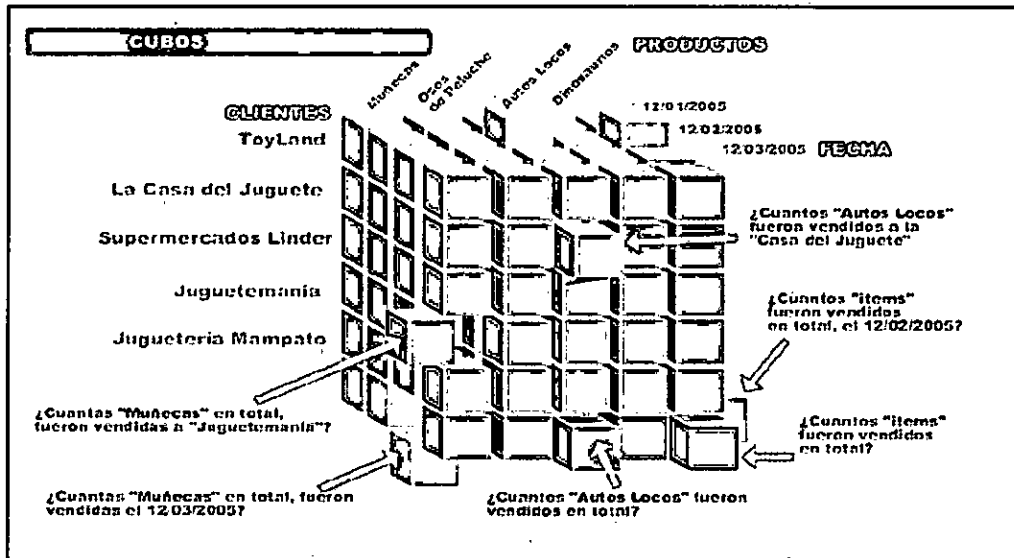 CUBOS
PRODUCTOS
Muñecas
Osos
de Peluche
Autos Locos
Dinosaurios
12/01/2005
12/02/2005
12/03/2005 FECHA
CLIENTES
ToyLand
La Casa del Juguete
Supermercados Linder
Juguetemanía
Jugueteria Mampato
¿Cuantos "Autos Locos"
fueron vendidos a la
"Casa del Juguete"
¿Cuantos "items"
fueron vendidos
en total, el 12/02/2005?
¿Cuantos "items"
fueron vendidos
en total?
¿Cuantas "Muñecas" en total,
fueron vendidas a "Juguetemanía"?
¿Cuantas "Muñecas" en total, fueron
vendidas el 12/03/2005?
¿Cuantos "Autos Locos" fueron
vendidos en total?